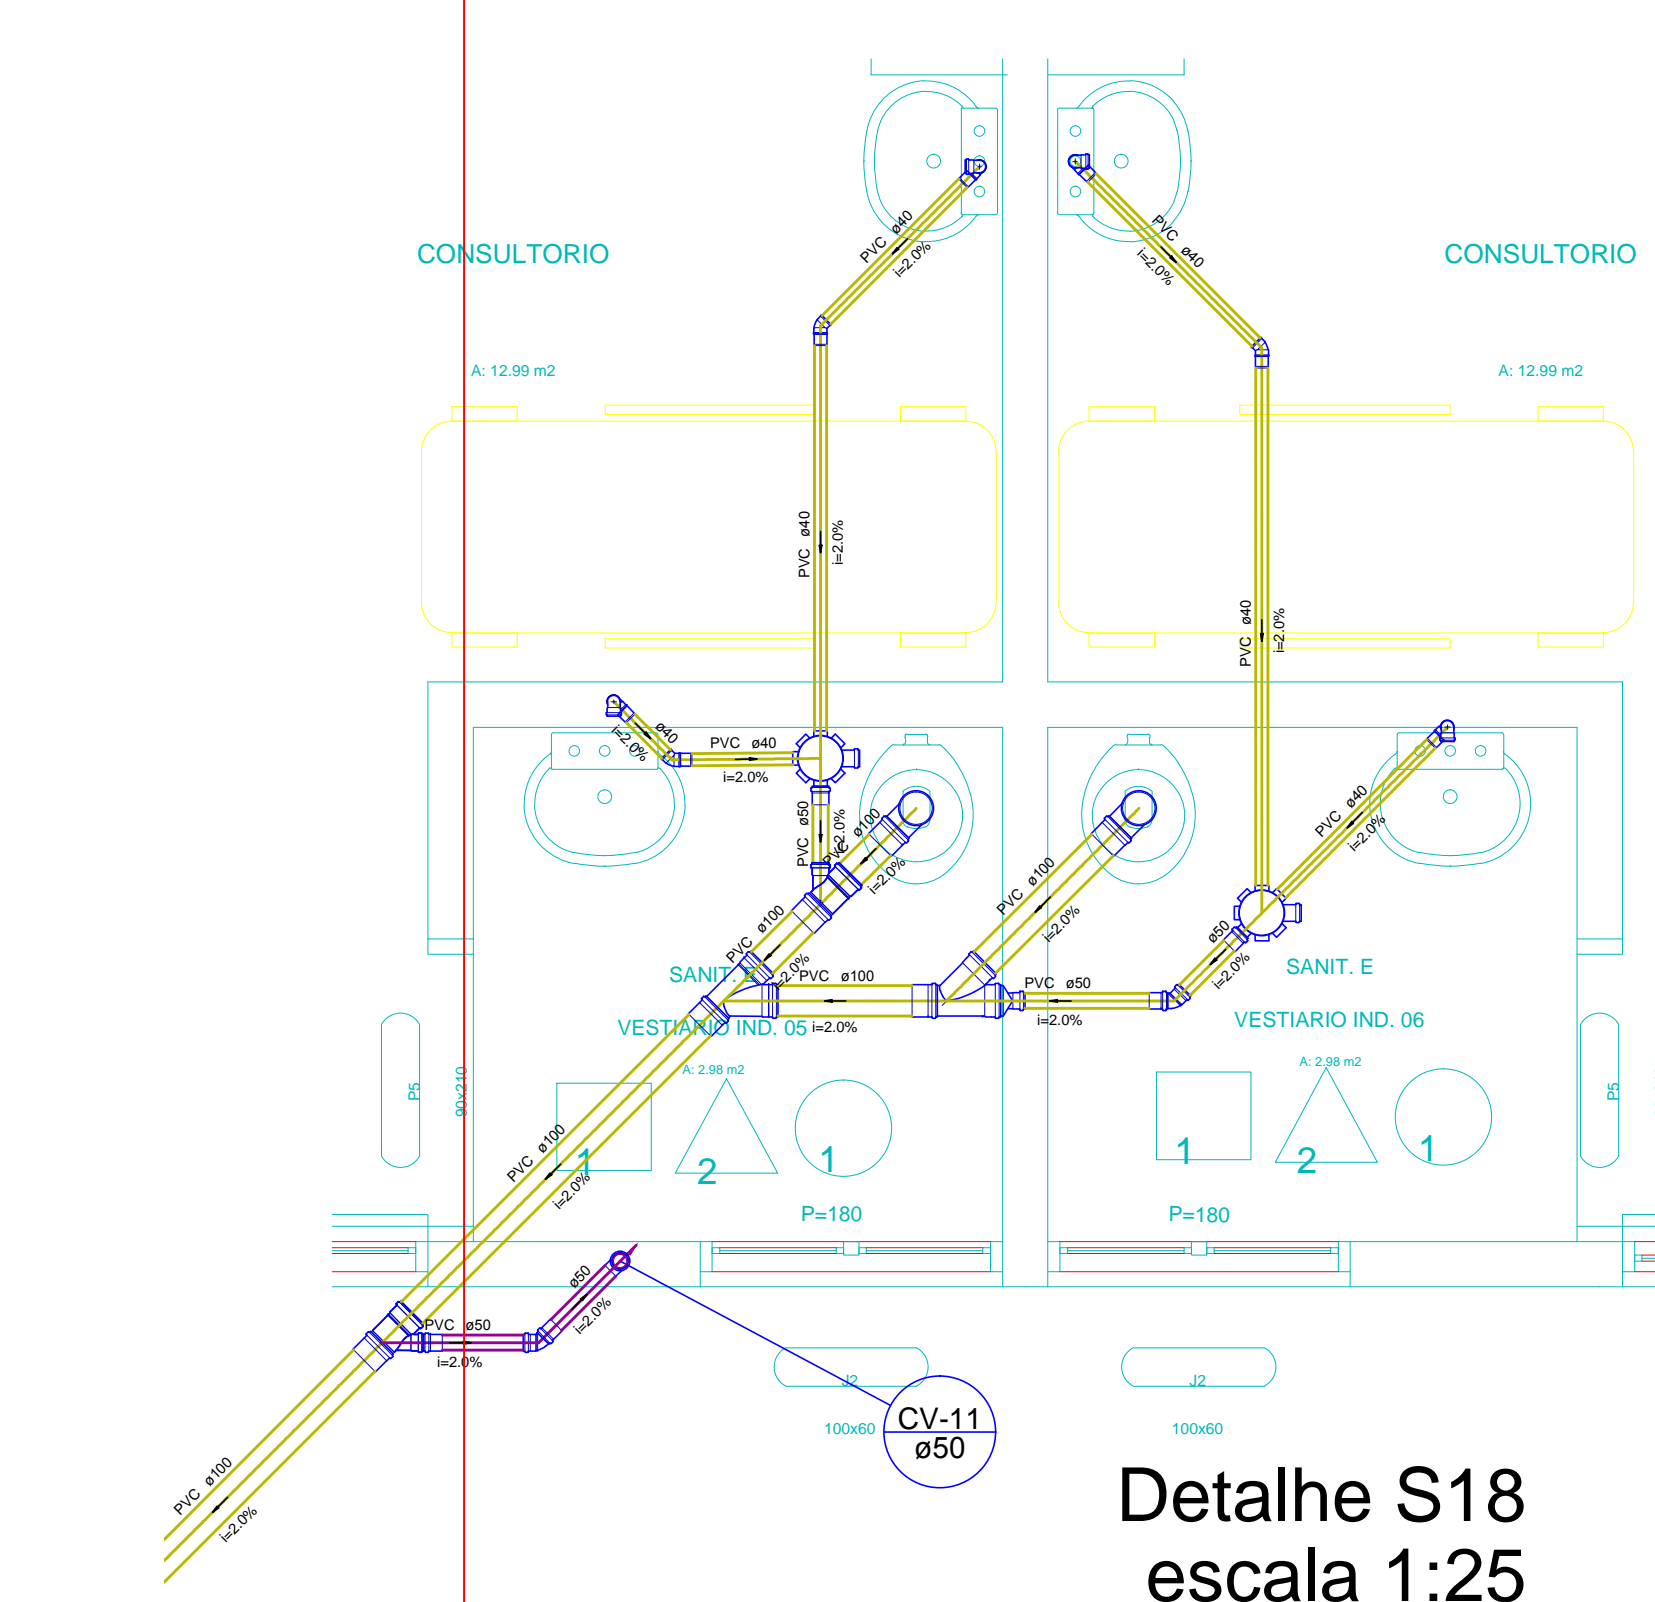 CONSULTORIO
CONSULTORIO
PVC ø40
i=2.0%
PVC ø40
i=2.0%
A: 12.99 m2
A: 12.99 m2
PVC ø40
i=2.0%
PVC ø40
i=2.0%
ø40
i=2.0%
PVC ø40
i=2.0%
PVC ø50
i=2.0%
PVC ø100
i=2.0%
PVC ø100
i=2.0%
PVC ø40
i=2.0%
PVC ø100
i=2.0%
ø50
i=2.0%
SANIT. E
VESTIARIO IND. 05
A: 2.98 m2
PVC ø100
i=2.0%
PVC ø50
i=2.0%
SANIT. E
VESTIARIO IND. 06
A: 2.98 m2
P5
90x210
P5
1
2
1
1
2
1
PVC ø100
i=2.0%
P=180
P=180
ø50
i=2.0%
PVC ø50
i=2.0%
J2
100x60
J2
100x60
CV-11
ø50
PVC ø100
i=2.0%
Detalhe S18
escala 1:25